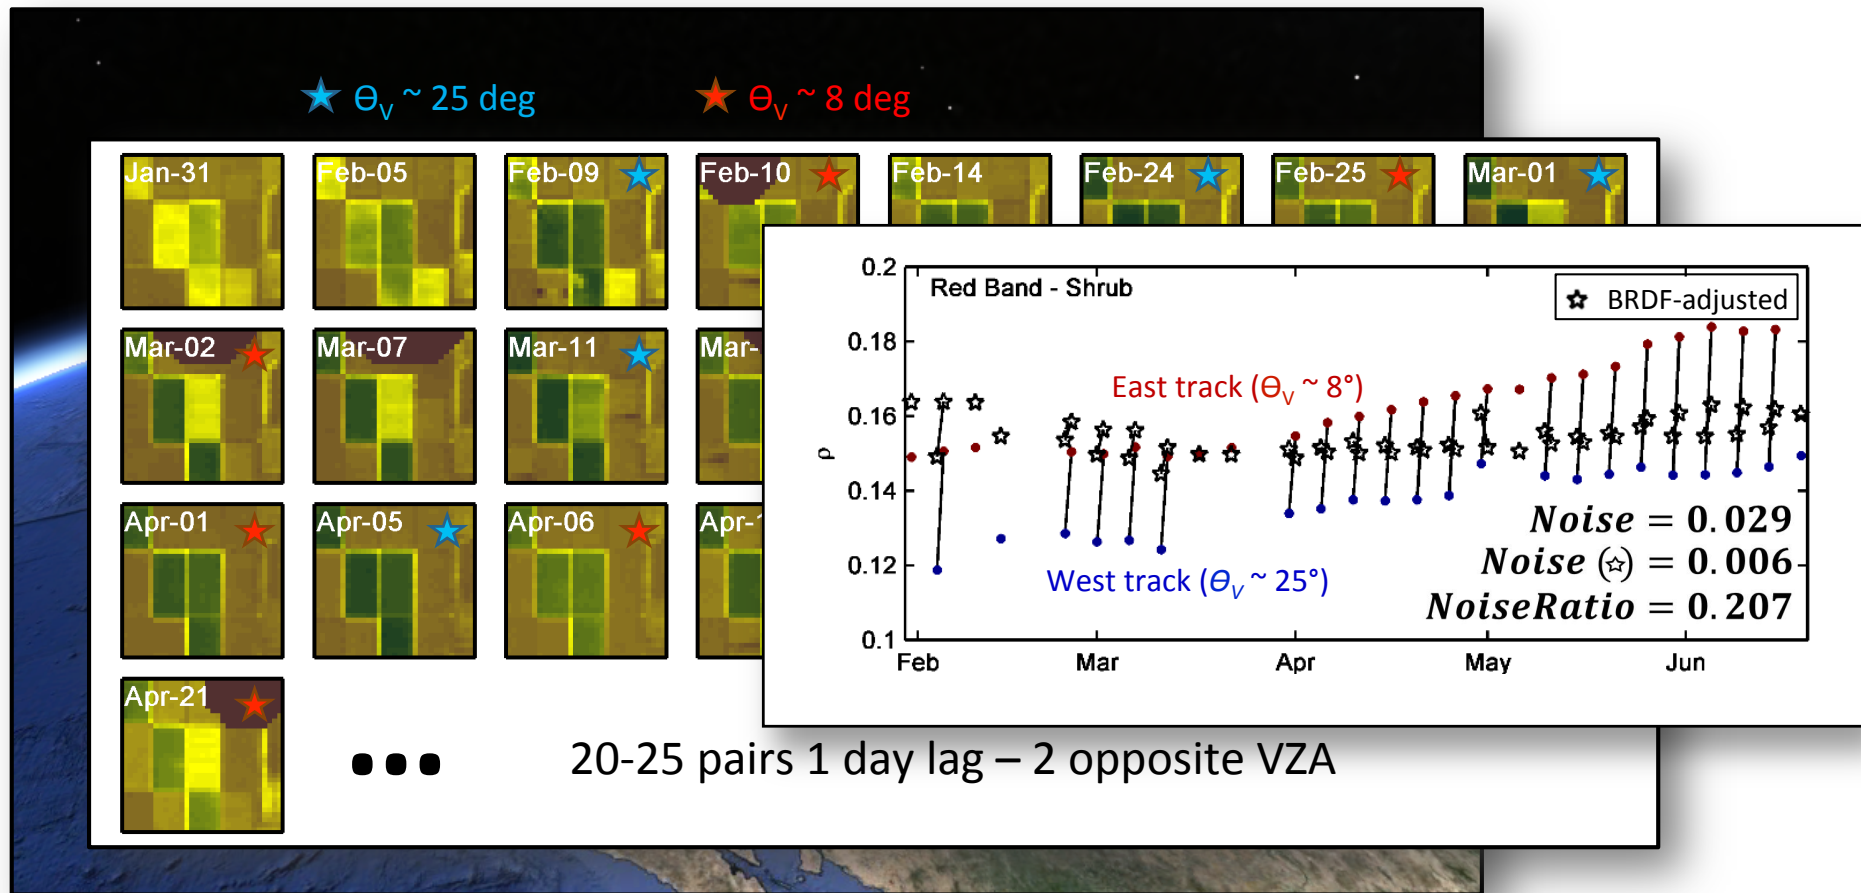 ΘV ~ 25 deg
ΘV ~ 8 deg
Jan-31
Feb-05
Feb-09
Feb-10
Feb-14
Feb-24
Feb-25
Mar-01
Mar-02
Mar-07
Mar-11
Mar-
Apr-01
Apr-05
Apr-06
Apr-1
Apr-21
••• 20-25 pairs 1 day lag – 2 opposite VZA
Red Band - Shrub
BRDF-adjusted
East track (ΘV ~ 8°)
West track (ΘV ~ 25°)
Noise = 0.029
Noise (☆) = 0.006
NoiseRatio = 0.207
ρ
0.2
0.18
0.16
0.14
0.12
0.1
Feb
Mar
Apr
May
Jun